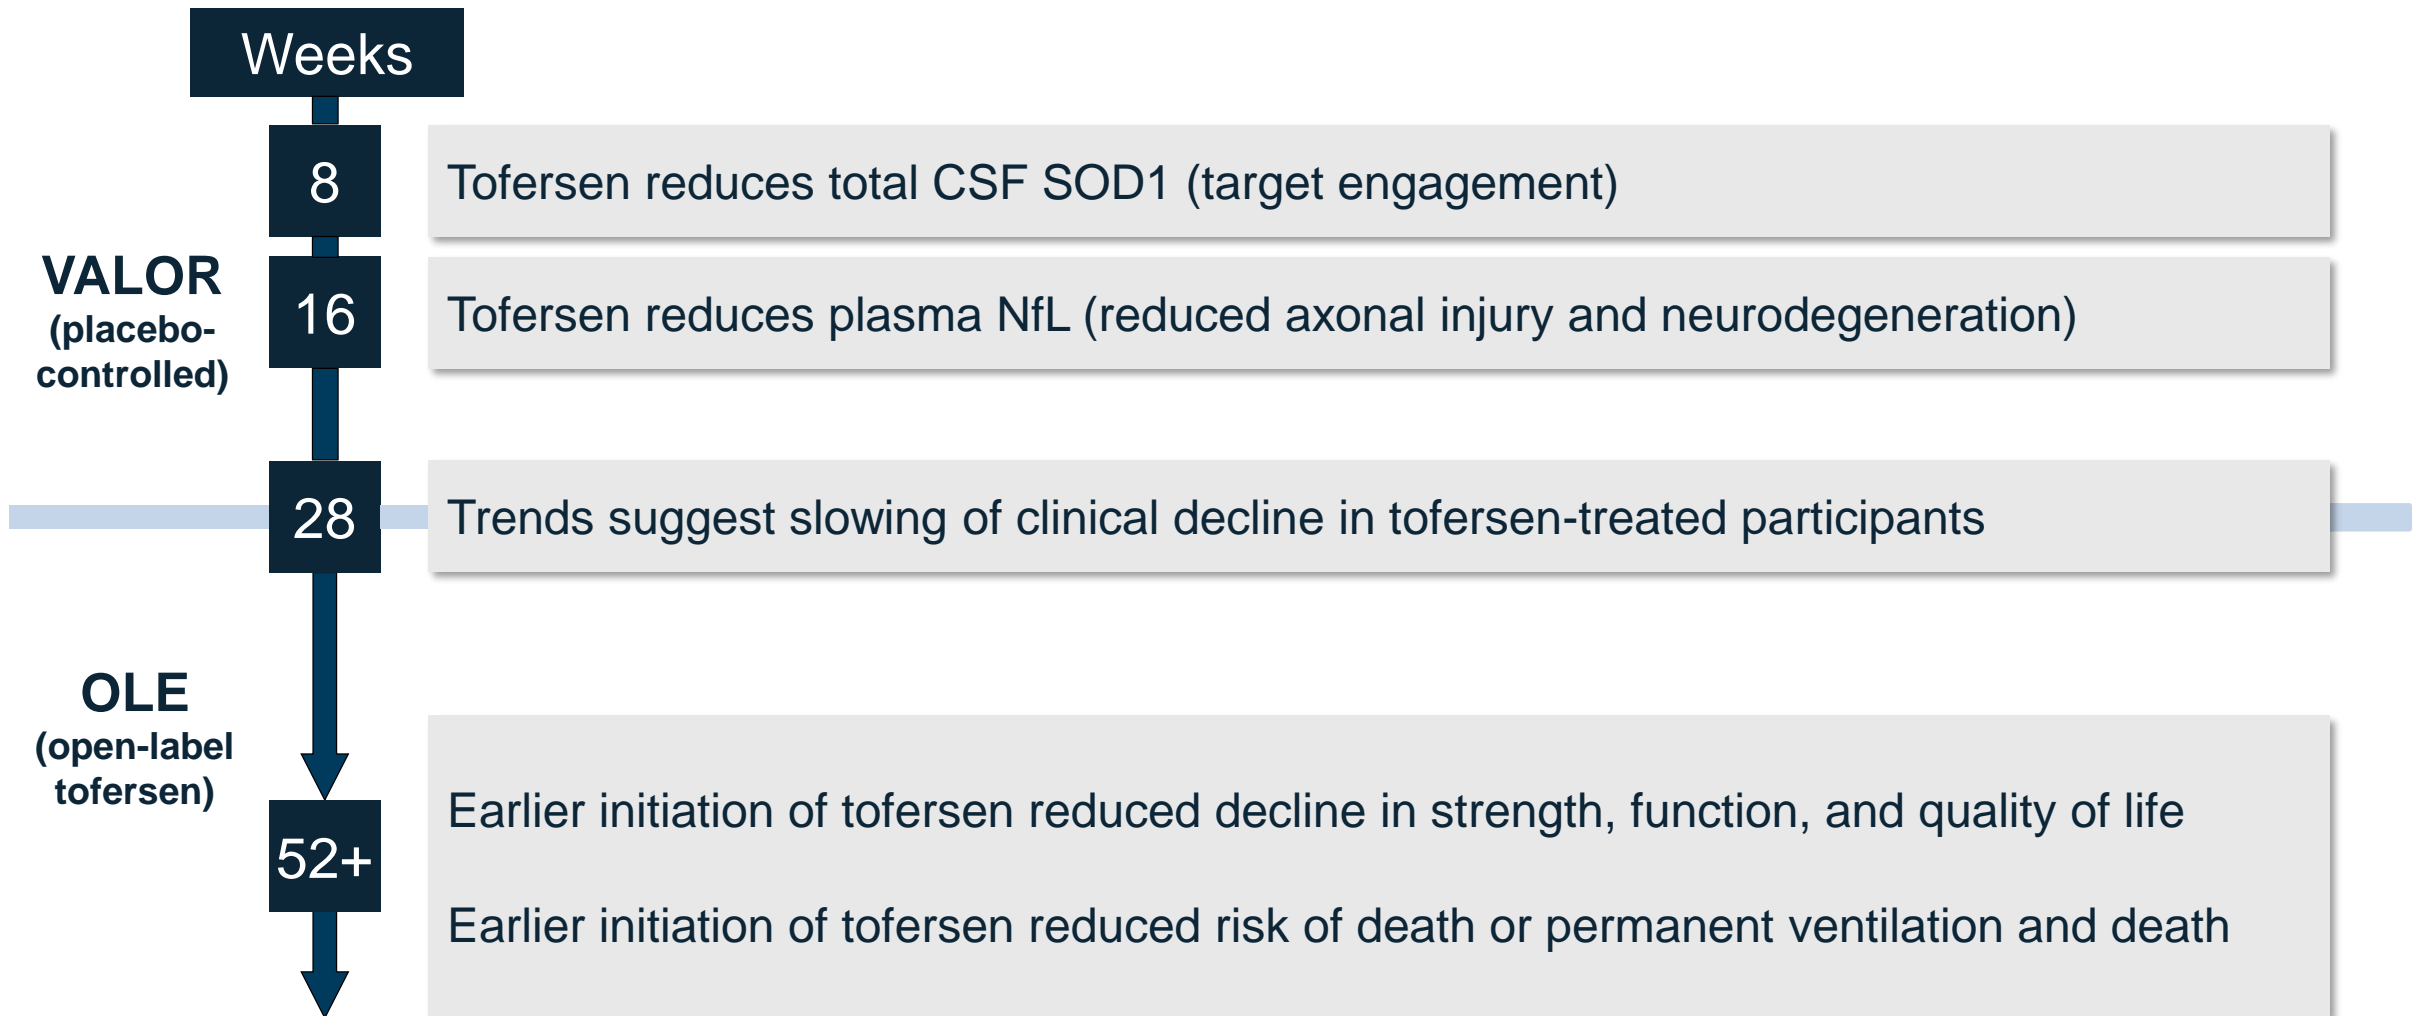 Weeks
8
Tofersen reduces total CSF SOD1 (target engagement)
VALOR
(placebo-
controlled)
16
Tofersen reduces plasma NfL (reduced axonal injury and neurodegeneration)
28
Trends suggest slowing of clinical decline in tofersen-treated participants
OLE
(open-label
tofersen)
52+
Earlier initiation of tofersen reduced decline in strength, function, and quality of life
Earlier initiation of tofersen reduced risk of death or permanent ventilation and death